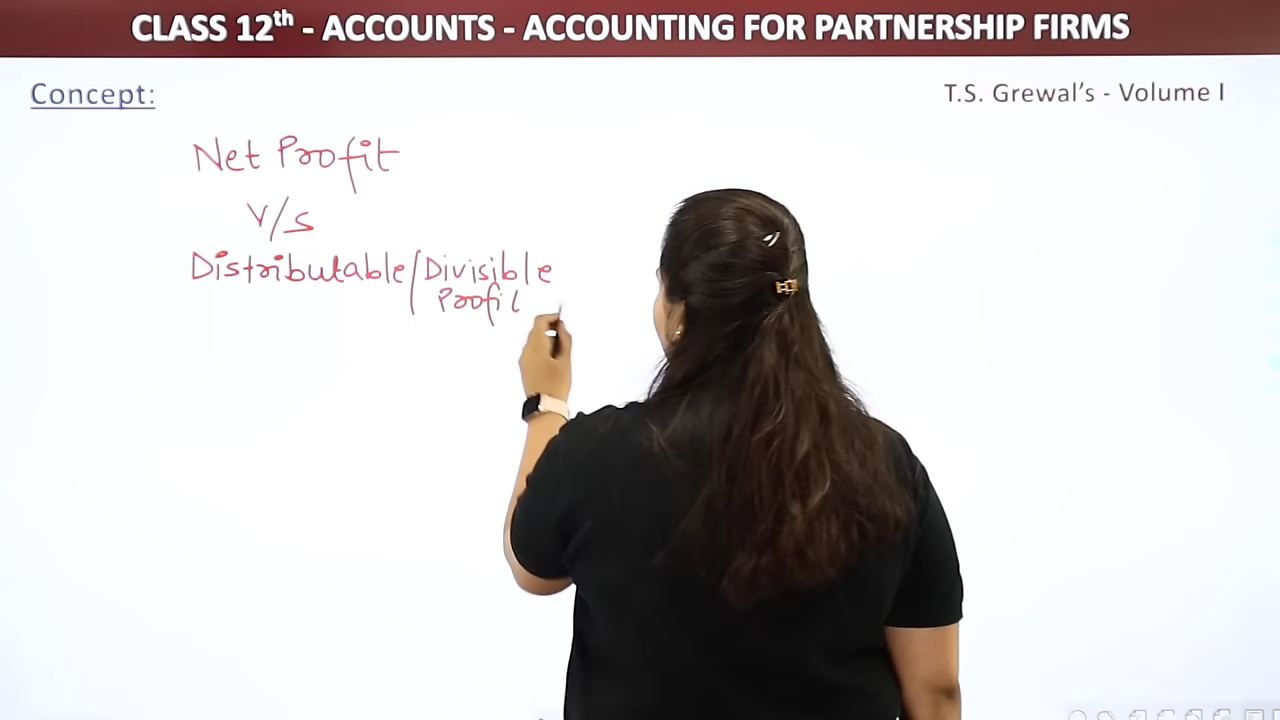 CLASS 12th - ACCOUNTS - ACCOUNTING FOR PARTNERSHIP FIRMS
Concept:
T.S. Grewal's - Volume I
Net Profit
V/S
Distributable/Divisible
Profit